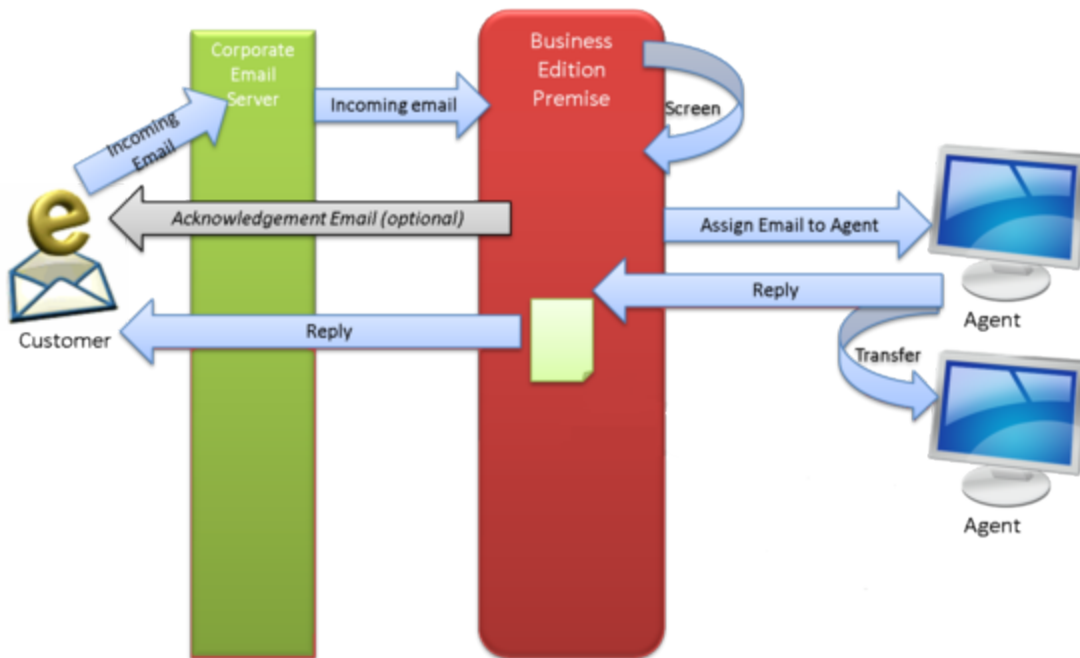 Corporate
Email
Server
Business
Edition
Premise
Incoming
Email
Incoming email
Screen
Acknowledgement Email (optional)
Assign Email to Agent
Reply
Agent
Reply
Customer
Transfer
Agent